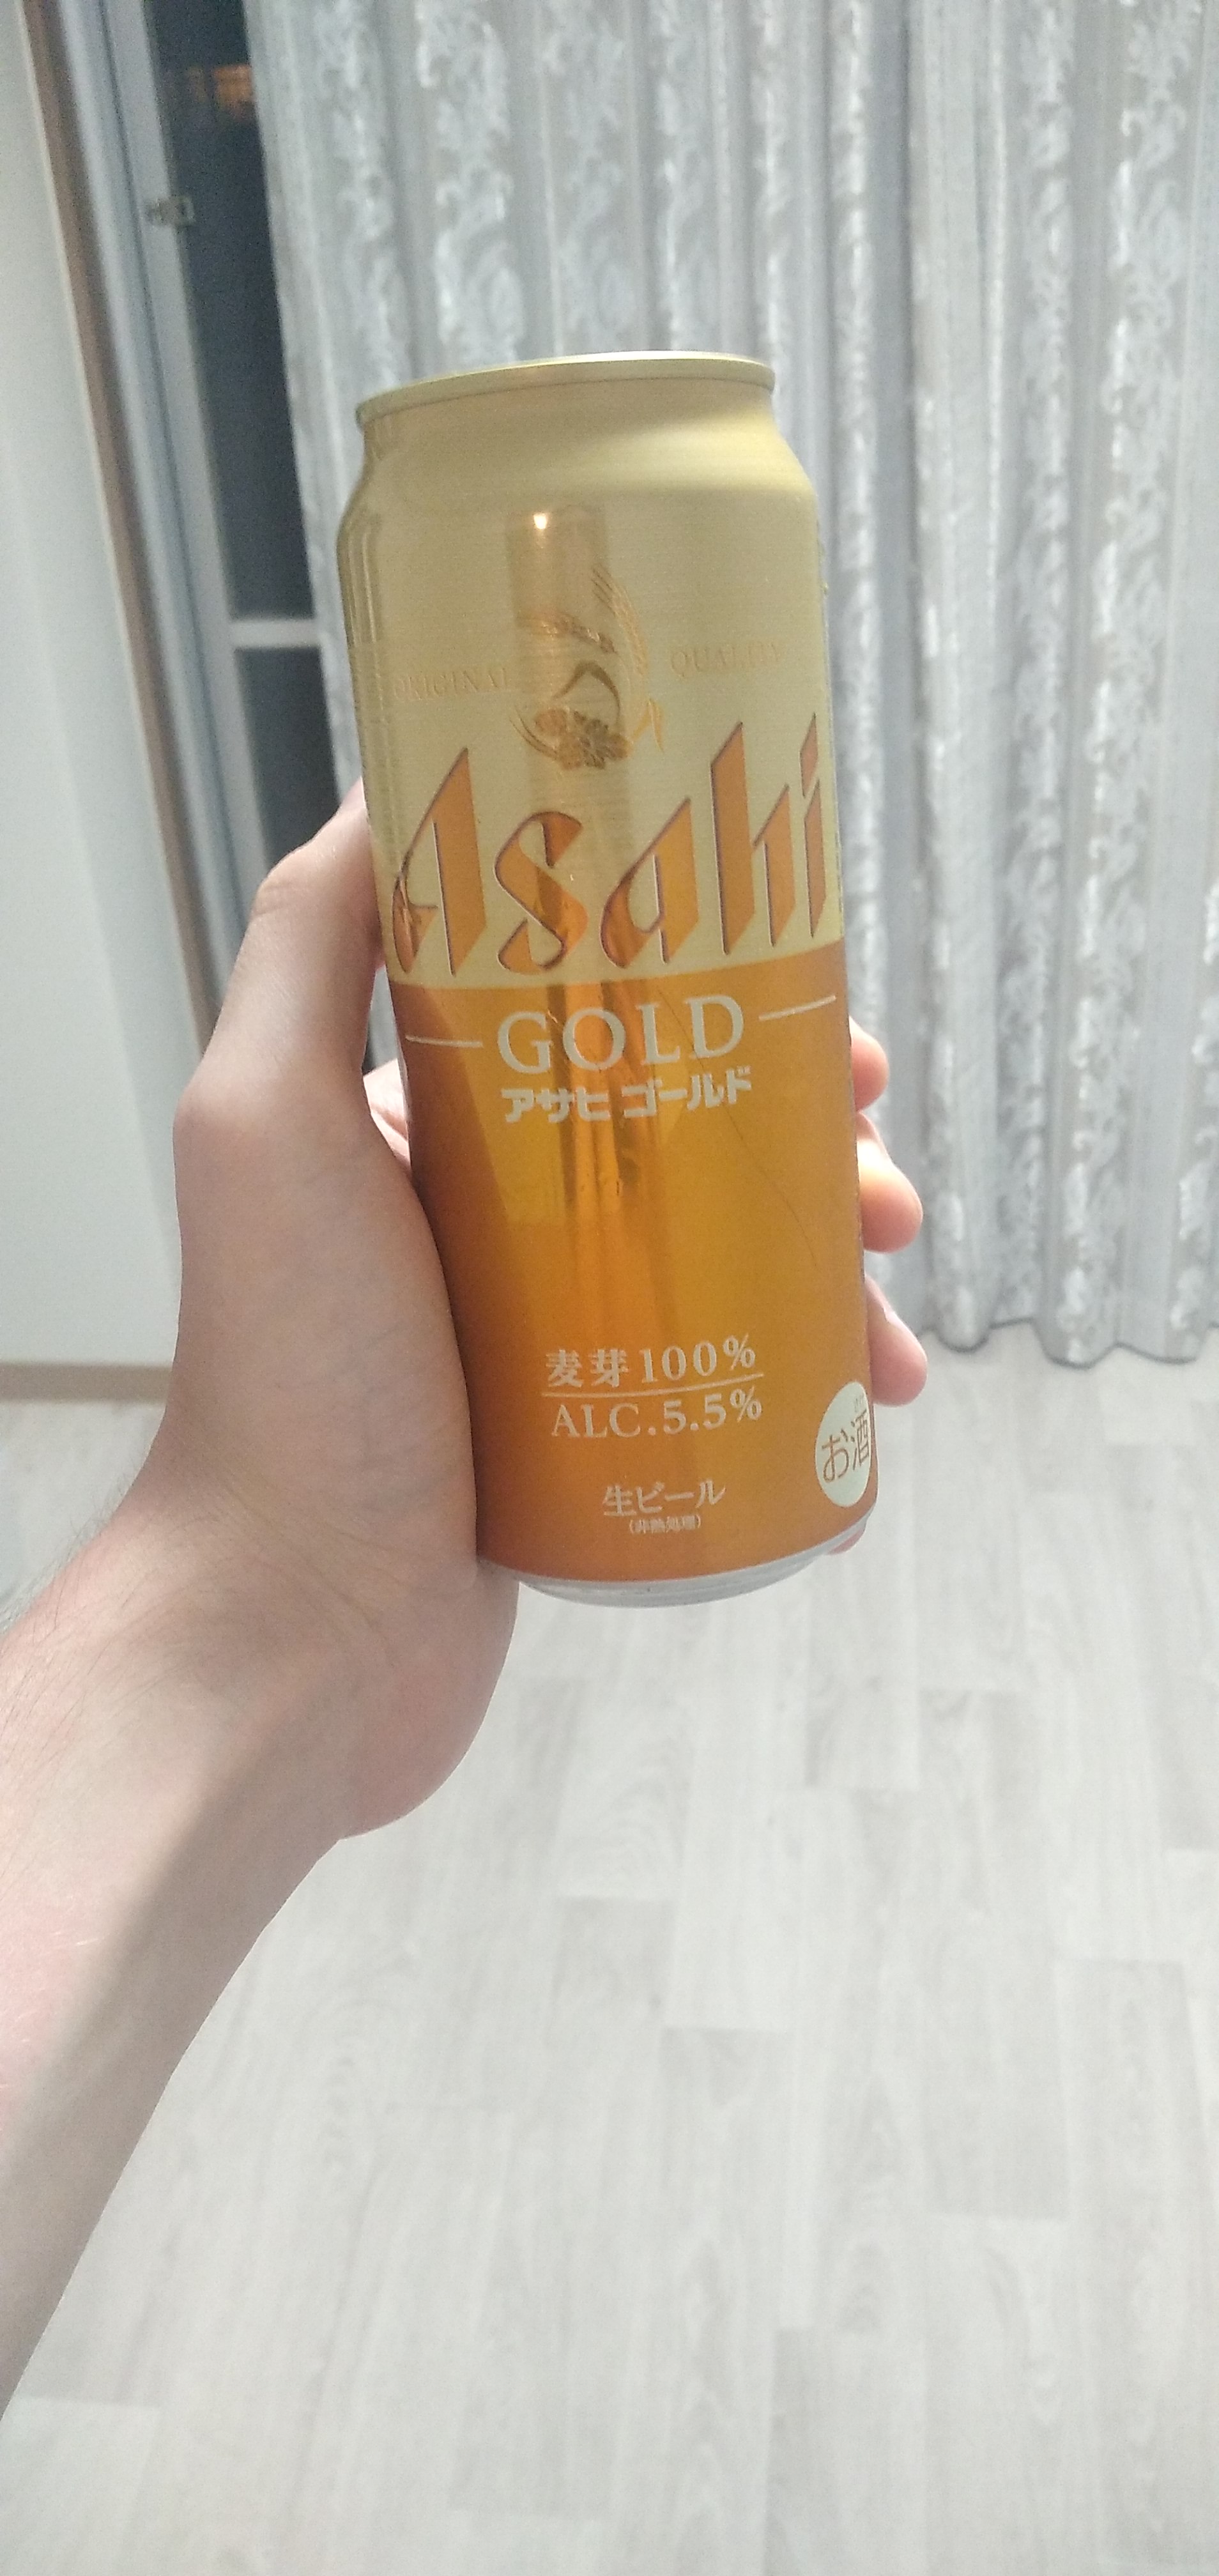 ORIGINAL QUALITY
Asahi
GOLD
アサヒ ゴールド
麦芽100%
ALC.5.5%
お酒
生ビール
(非熱処理)